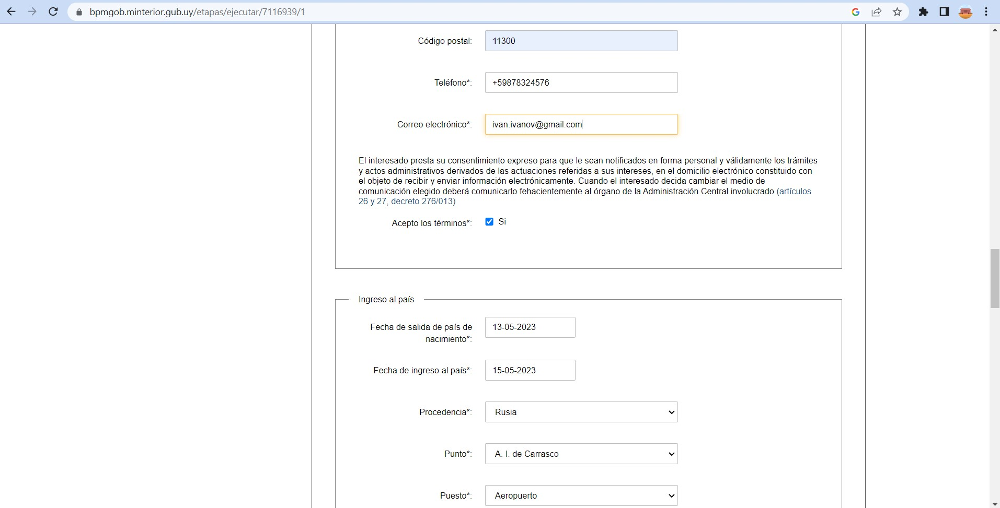 bpmgob.minterior.gub.uy/etapas/ejecutar/7116939/1
Código postal: 11300
Teléfono*: +59878324576
Correo electrónico*: ivan.ivanov@gmail.com
El interesado presta su consentimiento expreso para que le sean notificados en forma personal y válidamente los trámites
y actos administrativos derivados de las actuaciones referidas a sus intereses, en el domicilio electrónico constituido con
el objeto de recibir y enviar información electrónicamente. Cuando el interesado decida cambiar el medio de
comunicación elegido deberá comunicarlo fehacientemente al órgano de la Administración Central involucrado (artículos
26 y 27, decreto 276/013)
Acepto los términos*: Si
Ingreso al país
Fecha de salida de país de
nacimiento*: 13-05-2023
Fecha de ingreso al país*: 15-05-2023
Procedencia*: Rusia
Punto*: A. I. de Carrasco
Puesto*: Aeropuerto